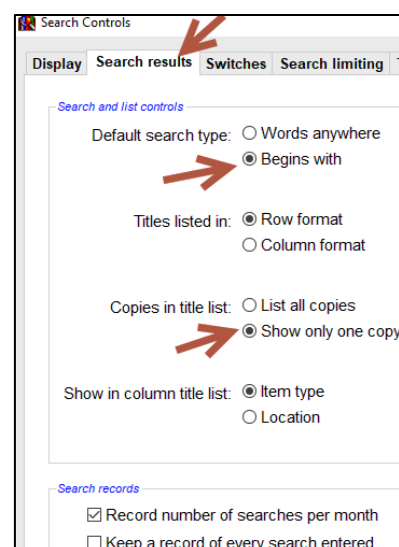 Search Controls
Display Search results Switches Search limiting
Search and list controls
Default search type: Words anywhere
Begins with
Titles listed in: Row format
Column format
Copies in title list: List all copies
Show only one copy
Show in column title list: Item type
Location
Search records
Record number of searches per month
Keep a record of every search entered